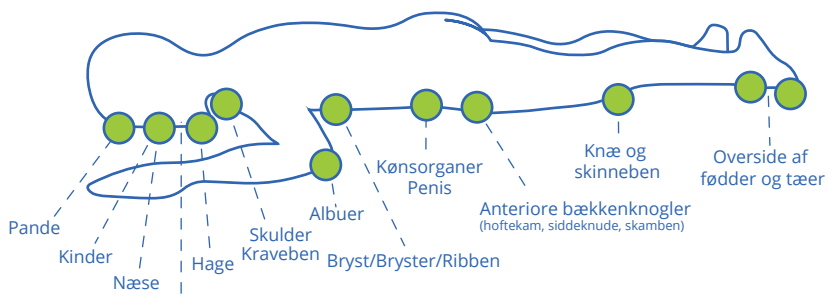 Pande
Kinder
Næse
Hage
Skulder
Kraveben
Albuer
Bryst/Bryster/Ribben
Kønsorganer
Penis
Anteriore bækkenknogler
(hoftekam, siddeknude, skamben)
Knæ og
skinneben
Overside af
fødder og tæer